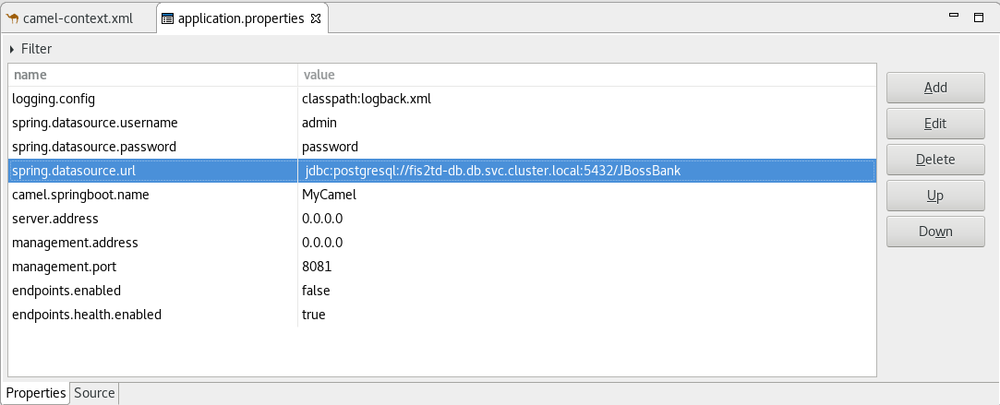 camel-context.xml application.properties
Filter
name value
logging.config classpath:logback.xml
spring.datasource.username admin
spring.datasource.password password
spring.datasource.url jdbc:postgresql://fis2td-db.db.svc.cluster.local:5432/JBossBank
camel.springboot.name MyCamel
server.address 0.0.0.0
management.address 0.0.0.0
management.port 8081
endpoints.enabled false
endpoints.health.enabled true
Add
Edit
Delete
Up
Down
Properties Source